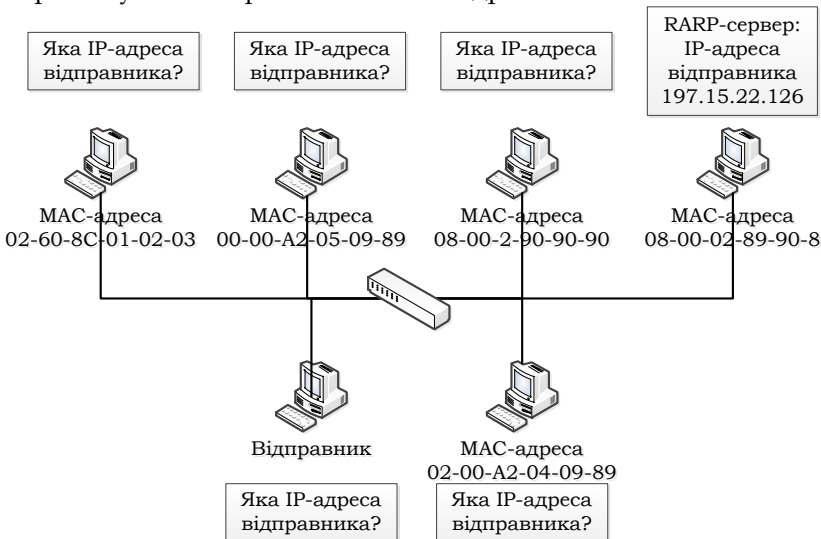 Яка IP-адреса
відправника?
Яка IP-адреса
відправника?
Яка IP-адреса
відправника?
RARP-сервер:
IP-адреса
відправника
197.15.22.126
MAC-адреса
02-60-8C-01-02-03
MAC-адреса
00-00-A2-05-09-89
MAC-адреса
08-00-2-90-90-90
MAC-адреса
08-00-02-89-90-8
Відправник
MAC-адреса
02-00-A2-04-09-89
Яка IP-адреса
відправника?
Яка IP-адреса
відправника?